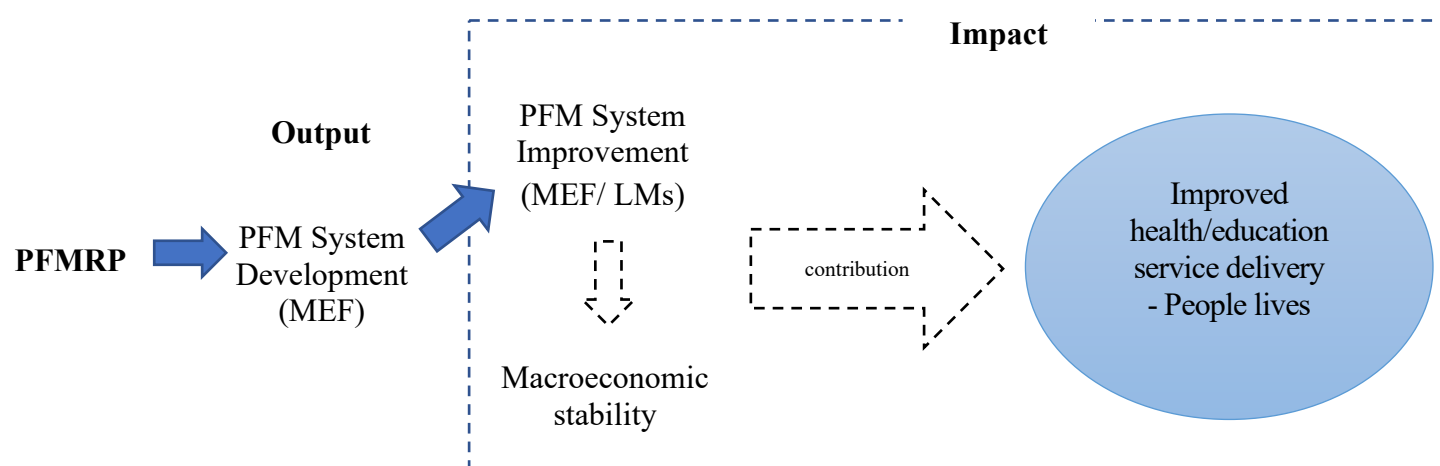 Impact
Output
PFM System
Improvement
(MEF/ LMs)
PFMRP
PFM System
Development
(MEF)
contribution
Improved
health/education
service delivery
- People lives
Macroeconomic
stability